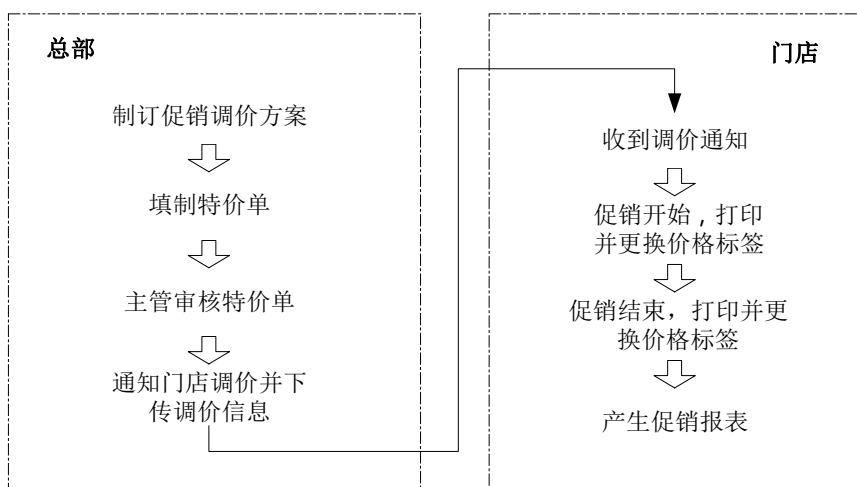 总部
制订促销调价方案
填制特价单
主管审核特价单
通知门店调价并下
传调价信息
门店
收到调价通知
促销开始，打印
并更换价格标签
促销结束，打印并更
换价格标签
产生促销报表